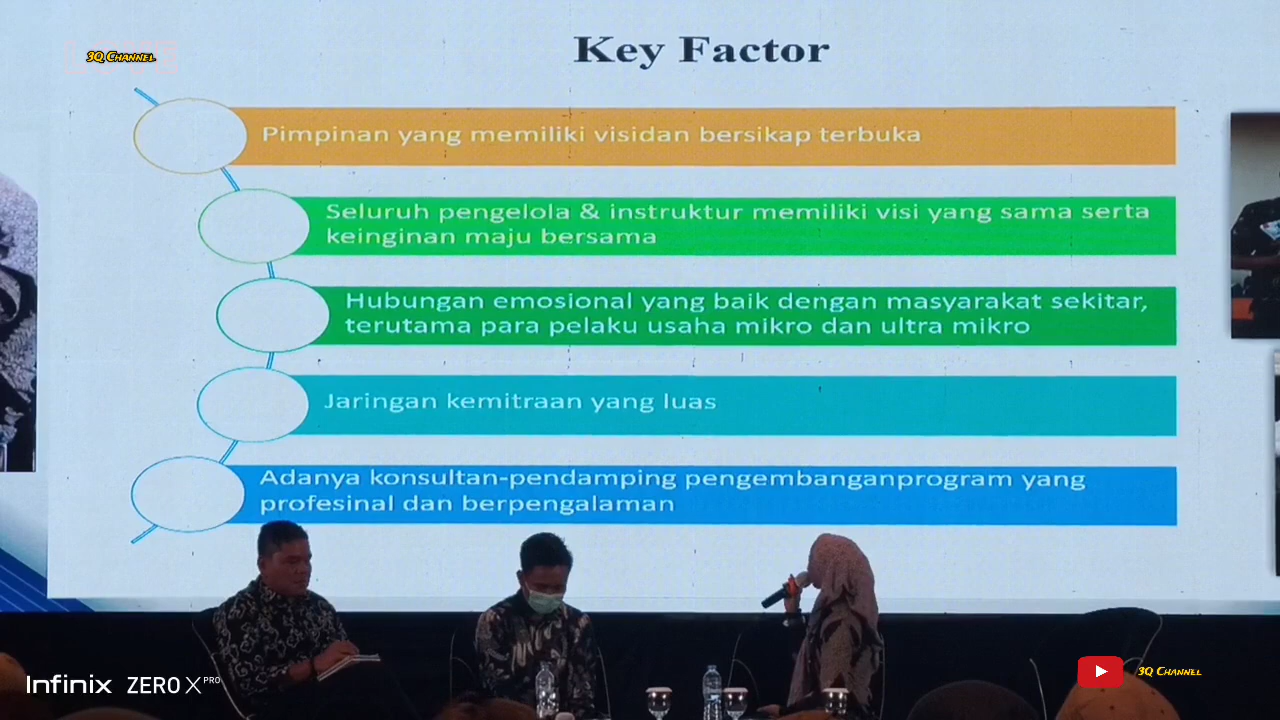 3Q Channel
Key Factor
Pimpinan yang memiliki visidan bersikap terbuka
Seluruh pengelola & instruktur memiliki visi yang sama serta
keinginan maju bersama
Hubungan emosional yang baik dengan masyarakat sekitar,
terutama para pelaku usaha mikro dan ultra mikro
Jaringan kemitraan yang luas
Adanya konsultan-pendamping pengembanganprogram yang
profesinal dan berpengalaman
Infinix ZERO X PRO
3Q Channel